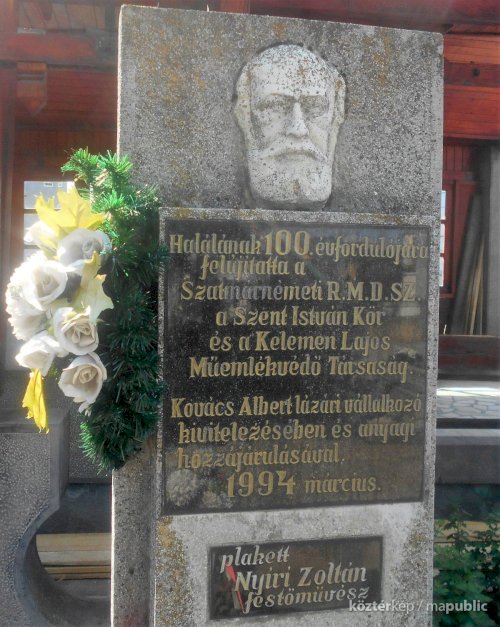 Halálának 100. évfordulójára
felújitatta a
Szatmárnémeti R.M.D.SZ.
a Szent István Kör
és a Kelemen Lajos
Műemlékvédő Társaság.
Kovács Albert lázári vállalkozó
kivitelezésében és anyagi
hozzájárulásával.
1994 március.
plakett
Nyíri Zoltán
festőművész
köztérkép / mapublic